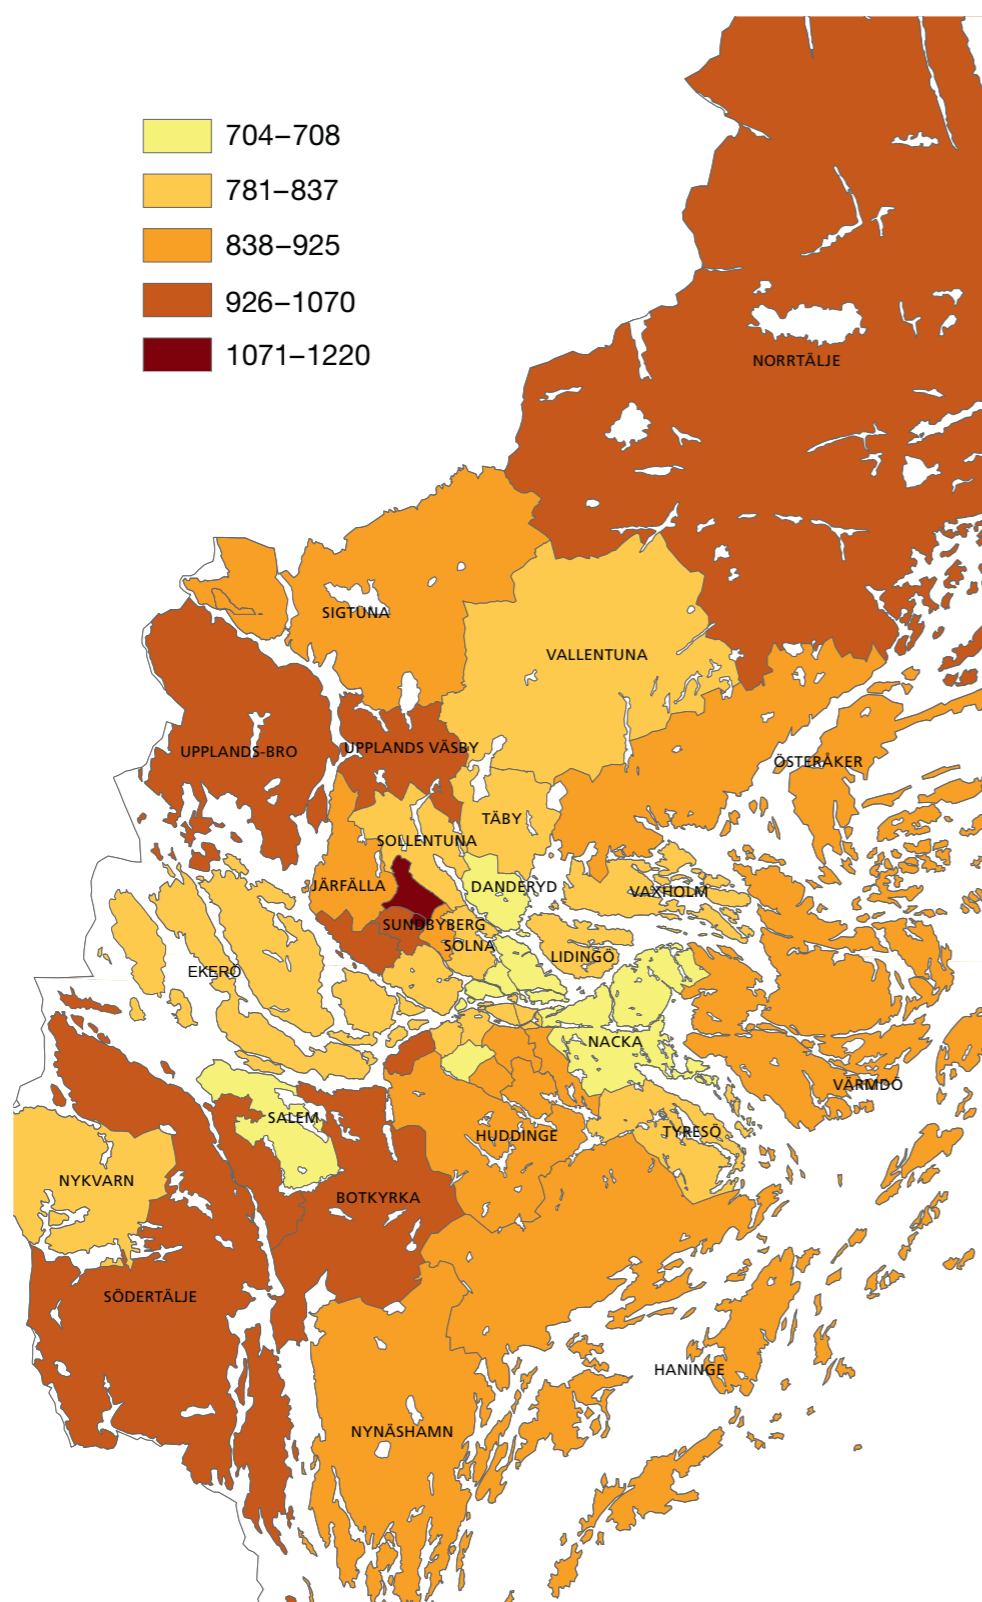 704–708
781–837
838–925
926–1070
1071–1220
NORRTÄLJE
SIGTUNA
VALLENTUNA
UPPLANDS-BRO
UPPLANDS VÄSBY
ÖSTERÅKER
TÄBY
SOLLENTUNA
JÄRFÄLLA
DANDERYD
VAXHOLM
SUNDBYBERG
SOLNA
LIDINGÖ
EKERÖ
NACKA
VÄRMDÖ
SALEM
HUDDINGE
TYRESÖ
NYKVARN
BOTKYRKA
SÖDERTÄLJE
HANINGE
NYNÄSHAMN